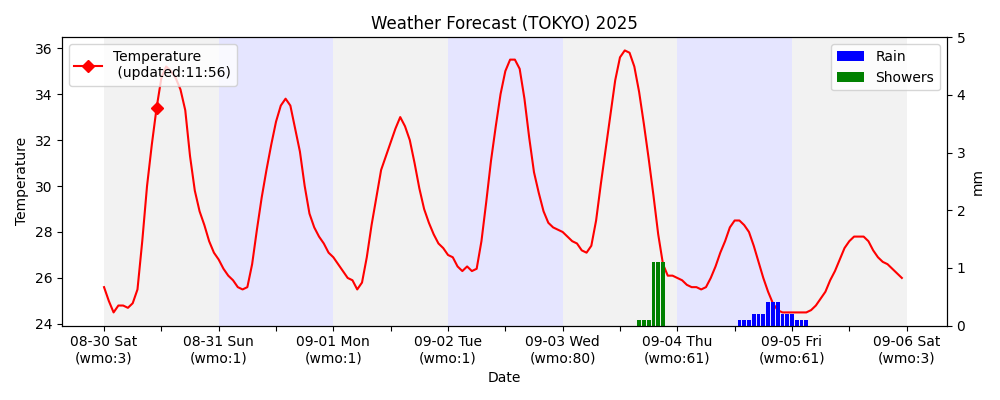 Weather Forecast (TOKYO) 2025
Temperature
(updated:11:56)
Rain
Showers
36
34
32
30
28
26
24
Temperature
5
4
3
2
1
0
mm
08-30 Sat 08-31 Sun 09-01 Mon 09-02 Tue 09-03 Wed 09-04 Thu 09-05 Fri 09-06 Sat
(wmo:3) (wmo:1) (wmo:1) (wmo:1) (wmo:80) (wmo:61) (wmo:61) (wmo:3)
Date